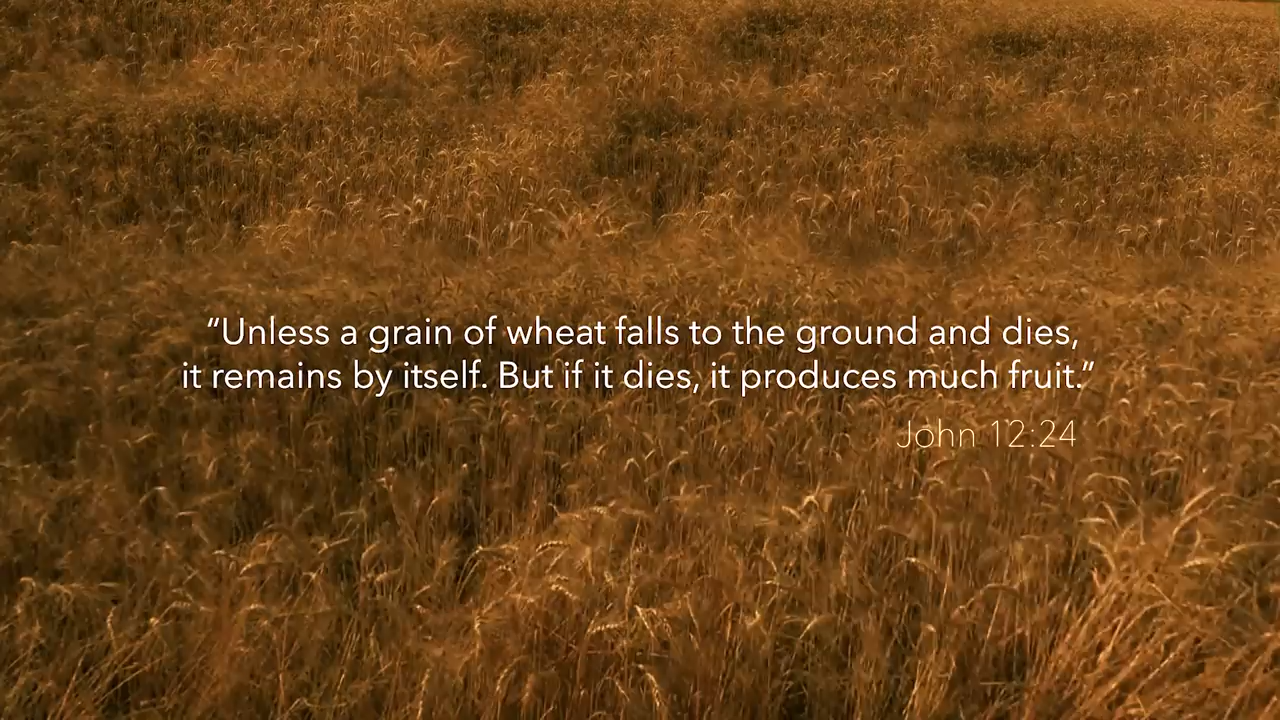 “Unless a grain of wheat falls to the ground and dies,
it remains by itself. But if it dies, it produces much fruit.”
John 12:24